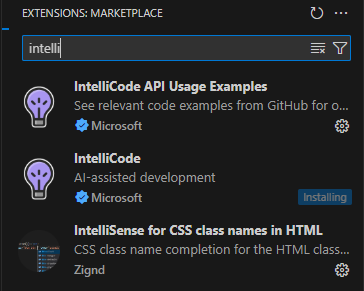 EXTENSIONS: MARKETPLACE
intelli
IntelliCode API Usage Examples
See relevant code examples from GitHub for o...
Microsoft
IntelliCode
AI-assisted development
Microsoft
Installing
IntelliSense for CSS class names in HTML
CSS class name completion for the HTML class...
Zignd